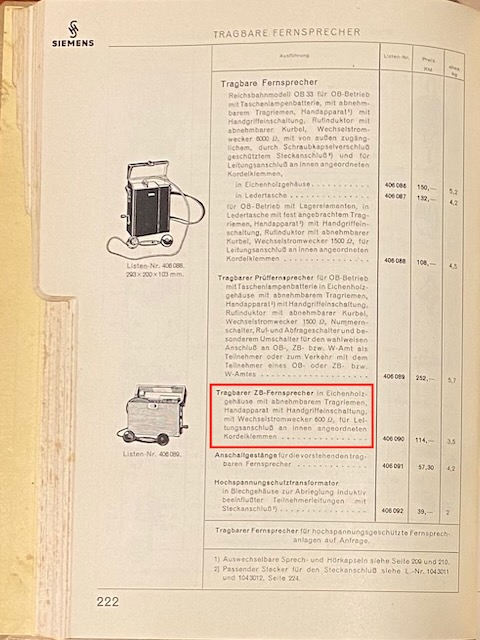 SIEMENS
TRAGBARE FERNSPRECHER
Ausführung
Listen-Nr.
Preis
RM
etwa
kg
Tragbare Fernsprecher
Reichsbahnmodell OB 33 für OB-Betrieb
mit Taschenlampenbatterie, mit abnehm-
barem Tragriemen, Handapparat¹) mit
Handgriffeinschaltung, Rufinduktor mit
abnehmbarer Kurbel, Wechselstrom-
wecker 6000 Ω, mit von außen zugäng-
lichem, durch Schraubkapselverschluß
geschütztem Steckanschluß²) und für
Leitungsanschluß an innen angeordneten
Kordelklemmen,
in Eichenholzgehäuse . . . . . . . . . 406 086 150,— 5,2
in Ledertasche . . . . . . . . . . . . 406 087 132,— 4,2
für OB-Betrieb mit Lagerelementen, in
Ledertasche mit fest angebrachtem Trag-
riemen, Handapparat¹) mit Handgriffein-
schaltung, Rufinduktor mit abnehmbarer
Kurbel, Wechselstromwecker 1500 Ω, für
Leitungsanschluß an innen angeordneten
Kordelklemmen . . . . . . . . . . . . 406 088 108,— 4,5
Listen-Nr. 406 088.
293 × 200 × 103 mm.
Tragbarer Prüffernsprecher für OB-Betrieb
mit Taschenlampenbatterie in Eichenholz-
gehäuse mit abnehmbarem Tragriemen,
Handapparat¹) mit Handgriffeinschaltung,
Rufinduktor mit abnehmbarer Kurbel,
Wechselstromwecker 1500 Ω, Nummern-
schalter, Ruf-und Abfrageschalter und be-
sonderem Umschalter für den wahlweisen
Anschluß an OB-, ZB- bzw. W-Amt als
Teilnehmer oder zum Verkehr mit dem
Teilnehmer eines OB- oder ZB- bzw.
W-Amtes . . . . . . . . . . . . . . . 406 089 252,— 5,7
Tragbarer ZB-Fernsprecher in Eichenholz-
gehäuse mit abnehmbarem Tragriemen,
Handapparat mit Handgriffeinschaltung,
mit Wechselstromwecker 600 Ω, für Lei-
tungsanschluß an innen angeordneten
Kordelklemmen . . . . . . . . . . . . 406 090 114,— 3,5
Listen-Nr. 406 089.
Anschaltgestänge für die vorstehenden trag-
baren Fernsprecher . . . . . . . . . . 406 091 57,30 4,2
Hochspannungschutztransformator
in Blechgehäuse zur Abrieglung induktiv
beeinflußter Teilnehmerleitungen mit
Steckanschluß²) . . . . . . . . . . . . 406 092 39,— 2
Tragbarer Fernsprecher für hochspannungsgeschützte Fernsprech-
anlagen auf Anfrage.
1) Auswechselbare Sprech- und Hörkapseln siehe Seite 209 und 210.
2) Passender Stecker für den Steckanschluß siehe L.-Nr. 1043011
und 1043012, Seite 224.
222